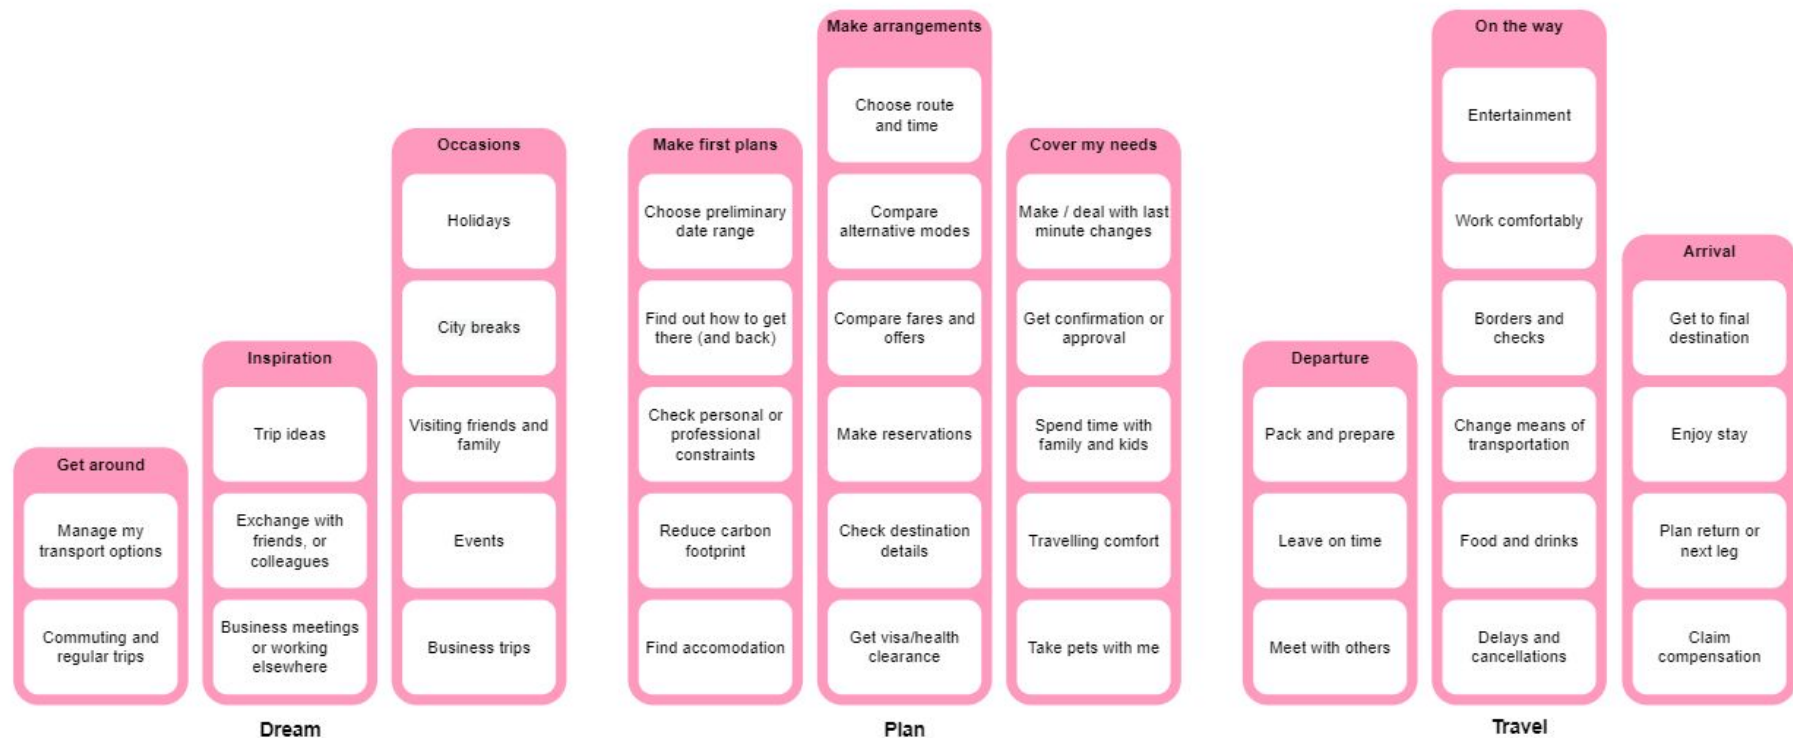 Get around
Manage my
transport options
Commuting and
regular trips
Inspiration
Trip ideas
Exchange with
friends, or
colleagues
Business meetings
or working
elsewhere
Occasions
Holidays
City breaks
Visiting friends and
family
Events
Business trips
Dream
Make first plans
Choose preliminary
date range
Find out how to get
there (and back)
Check personal or
professional
constraints
Reduce carbon
footprint
Find accomodation
Make arrangements
Choose route
and time
Compare
alternative modes
Compare fares and
offers
Make reservations
Check destination
details
Get visa/health
clearance
Cover my needs
Make / deal with last
minute changes
Get confirmation or
approval
Spend time with
family and kids
Travelling comfort
Take pets with me
Plan
Departure
Pack and prepare
Leave on time
Meet with others
On the way
Entertainment
Work comfortably
Borders and
checks
Change means of
transportation
Food and drinks
Delays and
cancellations
Arrival
Get to final
destination
Enjoy stay
Plan return or
next leg
Claim
compensation
Travel